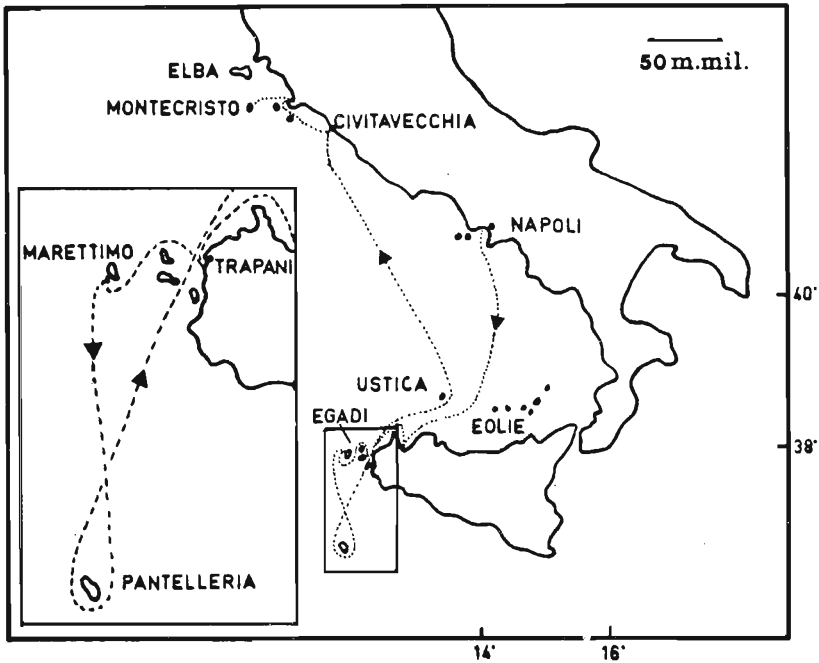 50 m.mil.
ELBA
MONTECRISTO
CIVITAVECCHIA
NAPOLI
MARETTIMO
TRAPANI
40°
USTICA
EGADI
EOLIE
38°
PANTELLERIA
14°
16°